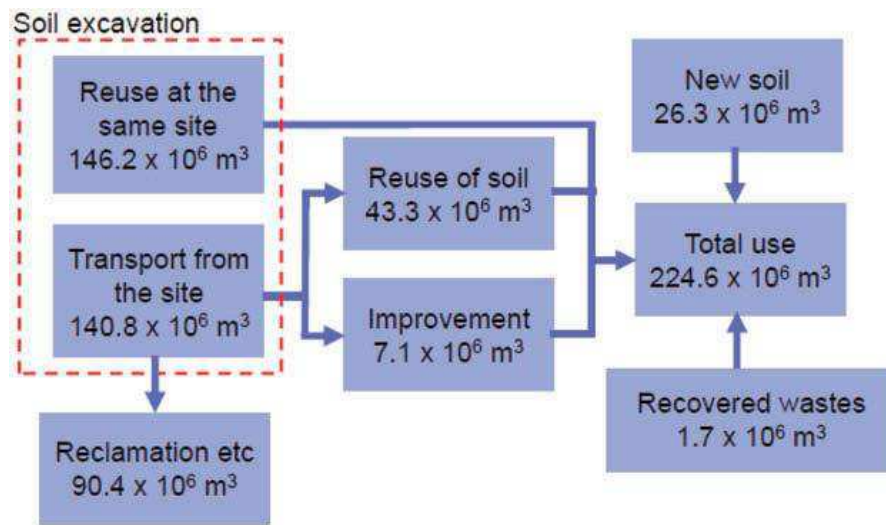 Soil excavation
Reuse at the
same site
146.2 x 10⁶ m³
Transport from
the site
140.8 x 10⁶ m³
Reclamation etc
90.4 x 10⁶ m³
Reuse of soil
43.3 x 10⁶ m³
Improvement
7.1 x 10⁶ m³
New soil
26.3 x 10⁶ m³
Total use
224.6 x 10⁶ m³
Recovered wastes
1.7 x 10⁶ m³